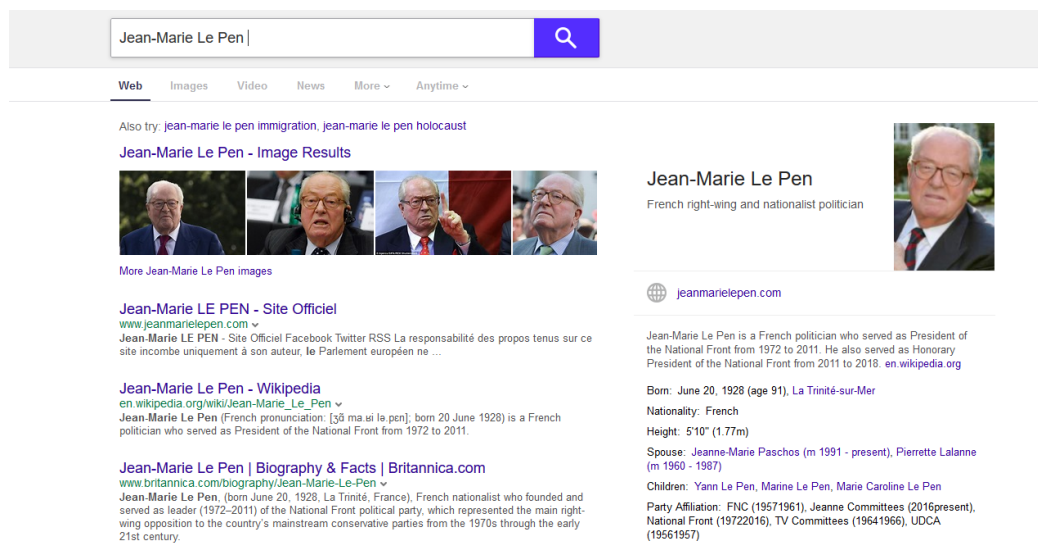 Jean-Marie Le Pen
Web Images Video News More Anytime
Also try: jean-marie le pen immigration, jean-marie le pen holocaust
Jean-Marie Le Pen - Image Results
More Jean-Marie Le Pen images
Jean-Marie LE PEN - Site Officiel
www.jeanmarielepen.com
Jean-Marie LE PEN - Site Officiel Facebook Twitter RSS La responsabilité des propos tenus sur ce
site incombe uniquement à son auteur, le Parlement européen ne ...
Jean-Marie Le Pen - Wikipedia
en.wikipedia.org/wiki/Jean-Marie_Le_Pen
Jean-Marie Le Pen (French pronunciation: [ʒɑ̃ ma.ʁi lə.pɛn]; born 20 June 1928) is a French
politician who served as President of the National Front from 1972 to 2011.
Jean-Marie Le Pen | Biography & Facts | Britannica.com
www.britannica.com/biography/Jean-Marie-Le-Pen
Jean-Marie Le Pen, (born June 20, 1928, La Trinité, France), French nationalist who founded and
served as leader (1972–2011) of the National Front political party, which represented the main right-
wing opposition to the country's mainstream conservative parties from the 1970s through the early
21st century.
Jean-Marie Le Pen
French right-wing and nationalist politician
jeanmarielepen.com
Jean-Marie Le Pen is a French politician who served as President of
the National Front from 1972 to 2011. He also served as Honorary
President of the National Front from 2011 to 2018. en.wikipedia.org
Born: June 20, 1928 (age 91), La Trinité-sur-Mer
Nationality: French
Height: 5'10" (1.77m)
Spouse: Jeanne-Marie Paschos (m 1991 - present), Pierrette Lalanne
(m 1960 - 1987)
Children: Yann Le Pen, Marine Le Pen, Marie Caroline Le Pen
Party Affiliation: FNC (19571961), Jeanne Committees (2016present),
National Front (19722016), TV Committees (19641966), UDCA
(19561957)